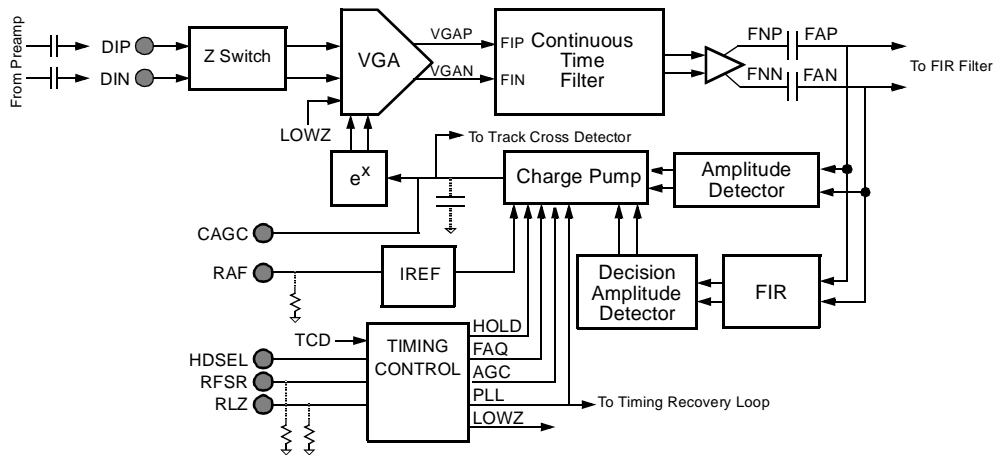 From Preamp
DIP
DIN
Z Switch
VGA
VGAP
VGAN
FIP
FIN
Continuous
Time
Filter
FNP
FAP
FNN
FAN
To FIR Filter
LOWZ
To Track Cross Detector
e^x
Charge Pump
Amplitude
Detector
CAGC
RAF
IREF
Decision
Amplitude
Detector
FIR
TCD
HDSEL
RFSR
RLZ
TIMING
CONTROL
HOLD
FAQ
AGC
PLL
LOWZ
To Timing Recovery Loop